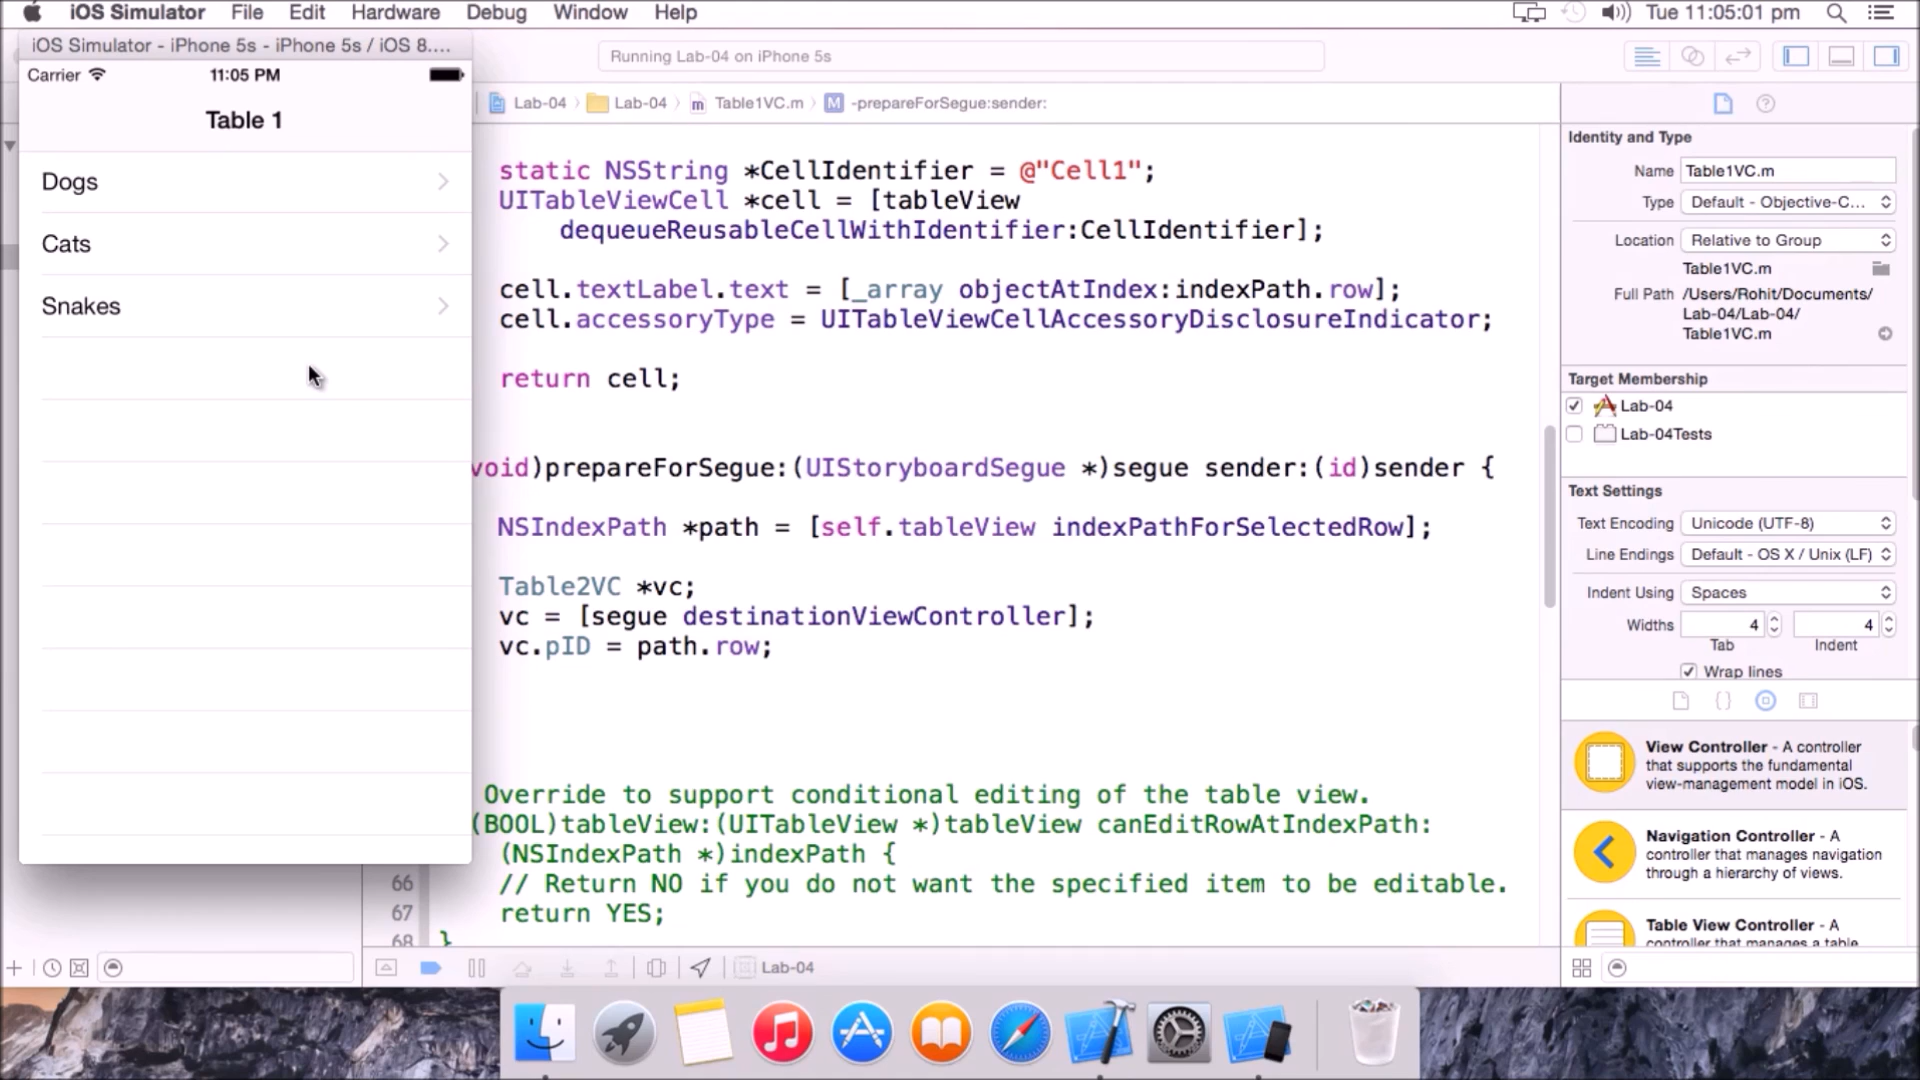 iOS Simulator File Edit Hardware Debug Window Help
Tue 11:05:01 pm
iOS Simulator - iPhone 5s - iPhone 5s / iOS 8....
Carrier 11:05 PM
Table 1
Dogs
Cats
Snakes
Running Lab-04 on iPhone 5s
Lab-04 Lab-04 Table1VC.m M -prepareForSegue:sender:
static NSString *CellIdentifier = @"Cell1";
UITableViewCell *cell = [tableView
dequeueReusableCellWithIdentifier:CellIdentifier];
cell.textLabel.text = [_array objectAtIndex:indexPath.row];
cell.accessoryType = UITableViewCellAccessoryDisclosureIndicator;
return cell;
void)prepareForSegue:(UIStoryboardSegue *)segue sender:(id)sender {
NSIndexPath *path = [self.tableView indexPathForSelectedRow];
Table2VC *vc;
vc = [segue destinationViewController];
vc.pID = path.row;
Override to support conditional editing of the table view.
(BOOL)tableView:(UITableView *)tableView canEditRowAtIndexPath:
(NSIndexPath *)indexPath {
66 // Return NO if you do not want the specified item to be editable.
67 return YES;
68 }
Lab-04
Identity and Type
Name Table1VC.m
Type Default - Objective-C...
Location Relative to Group
Table1VC.m
Full Path /Users/Rohit/Documents/
Lab-04/Lab-04/
Table1VC.m
Target Membership
Lab-04
Lab-04Tests
Text Settings
Text Encoding Unicode (UTF-8)
Line Endings Default - OS X / Unix (LF)
Indent Using Spaces
Widths 4 4
Tab Indent
Wrap lines
View Controller - A controller
that supports the fundamental
view-management model in iOS.
Navigation Controller - A
controller that manages navigation
through a hierarchy of views.
Table View Controller - A
controller that manages a table